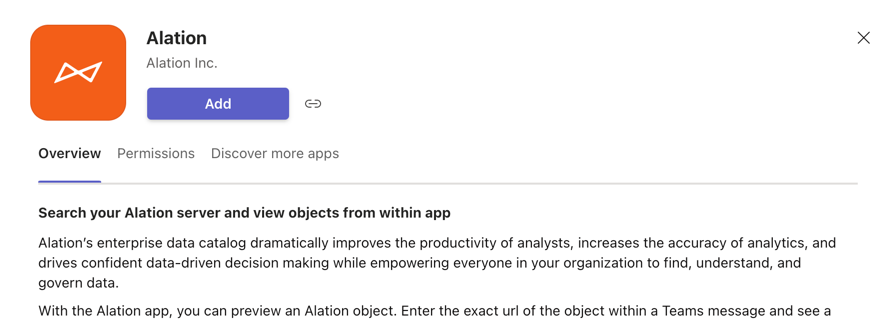 Alation
Alation Inc.
Add
Overview Permissions Discover more apps
Search your Alation server and view objects from within app
Alation’s enterprise data catalog dramatically improves the productivity of analysts, increases the accuracy of analytics, and
drives confident data-driven decision making while empowering everyone in your organization to find, understand, and
govern data.
With the Alation app, you can preview an Alation object. Enter the exact url of the object within a Teams message and see a